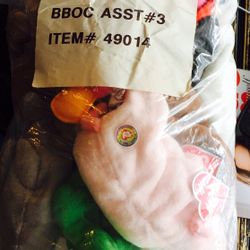 BBOC ASST#3
ITEM# 49014